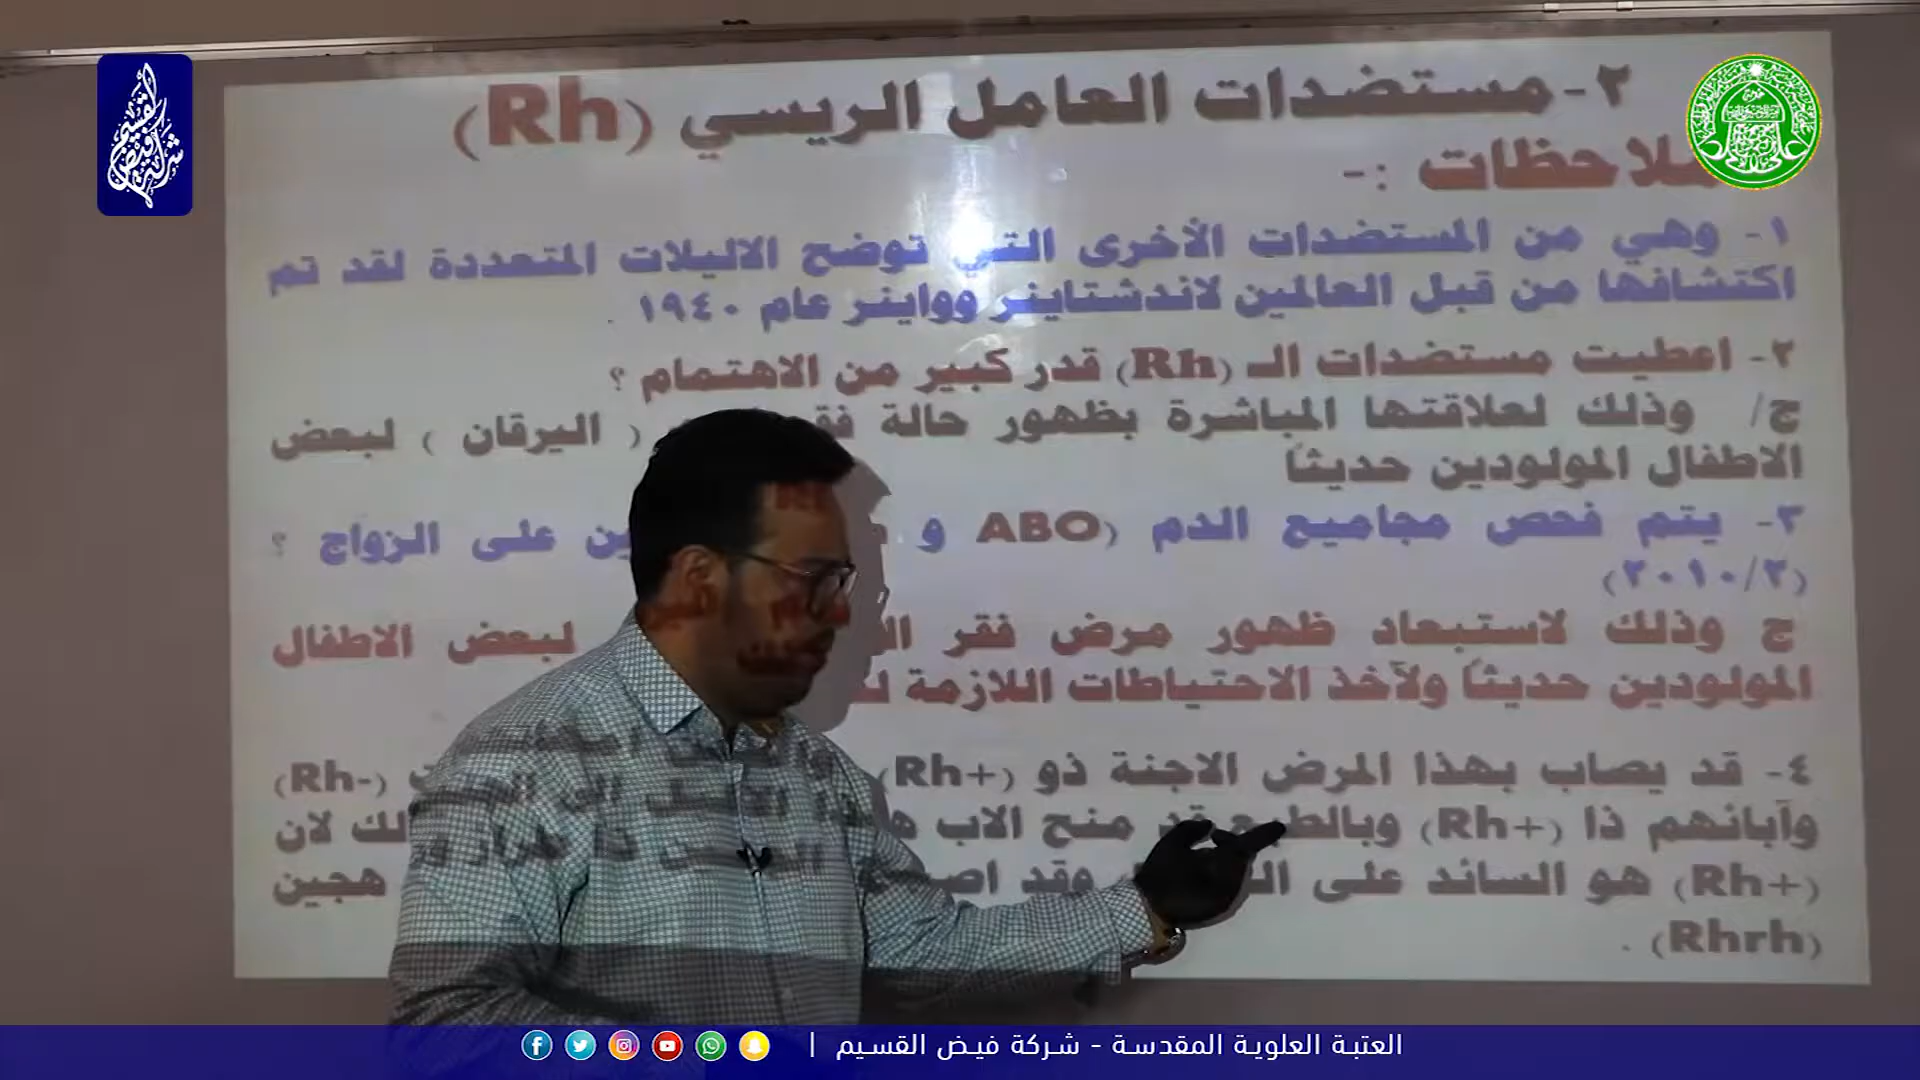 ٢- مستضدات العامل الريسي (Rh)
ملاحظات :-
١- وهي من المستضدات الأخرى التي توضح الاليلات المتعددة لقد تم
اكتشافها من قبل العالمين لاندشتاينر وواينر عام ١٩٤٠ .
٢- اعطيت مستضدات الـ (Rh) قدر كبير من الاهتمام ؟
ج/ وذلك لعلاقتها المباشرة بظهور حالة ( اليرقان ) لبعض
الاطفال المولودين حديثاً
٣- يتم فحص مجاميع الدم (ABO و على الزواج ؟
(٢٠١٠/٢)
ج وذلك لاستبعاد ظهور مرض فقر لبعض الاطفال
المولودين حديثاً ولآخذ الاحتياطات اللازمة
٤- قد يصاب بهذا المرض الاجنة ذو (Rh+) (Rh-)
وآبائهم ذا (Rh+) وبالطبع قد منح الاب لان
(Rh+) هو السائد على وقد هجين
(Rhrh) .
العتبة العلوية المقدسة - شركة فيض القسيم |